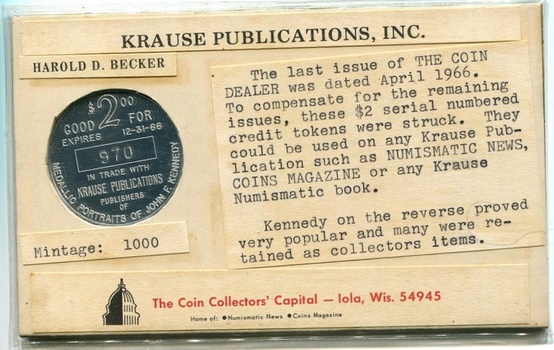 KRAUSE PUBLICATIONS, INC.
HAROLD D. BECKER
$2.00
GOOD FOR
EXPIRES 12-31-66
970
IN TRADE WITH
KRAUSE PUBLICATIONS
PUBLISHERS
OF
MEDALLIC PORTRAITS OF JOHN F. KENNEDY
Mintage: 1000
The last issue of THE COIN
DEALER was dated April 1966.
To compensate for the remaining
issues, these $2 serial numbered
credit tokens were struck. They
could be used on any Krause Pub-
lication such as NUMISMATIC NEWS,
COINS MAGAZINE or any Krause
Numismatic book.
Kennedy on the reverse proved
very popular and many were re-
tained as collectors items.
The Coin Collectors' Capital — Iola, Wis. 54945
Home of: ●Numismatic News ●Coins Magazine